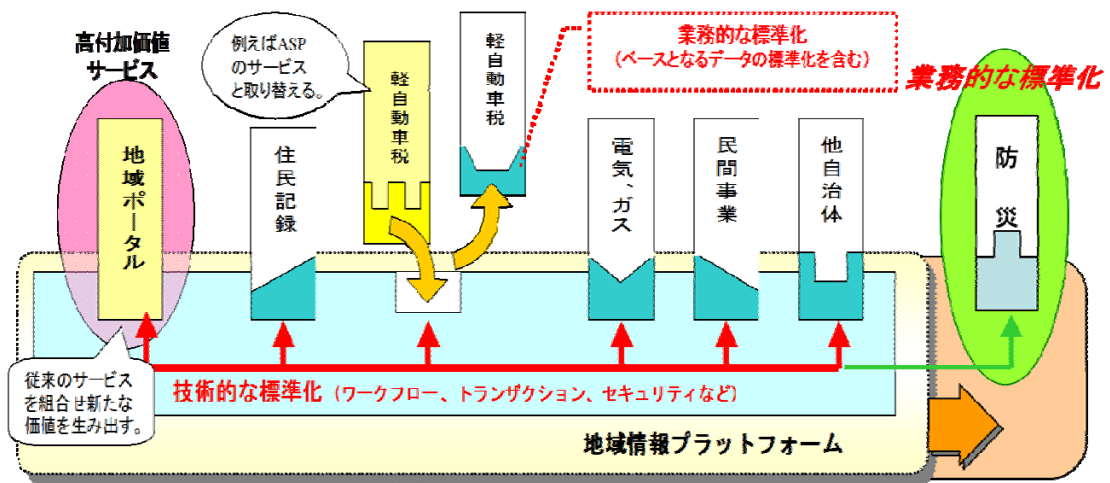 高付加価値
サービス
例えばASP
のサービス
と取り替える。
軽自動車税
軽自動車税
業務的な標準化
（ベースとなるデータの標準化を含む）
業務的な標準化
地域ポータル
住民記録
電気、ガス
民間事業
他自治体
防災
従来のサービス
を組合せ新たな
価値を生み出す。
技術的な標準化（ワークフロー、トランザクション、セキュリティなど）
地域情報プラットフォーム